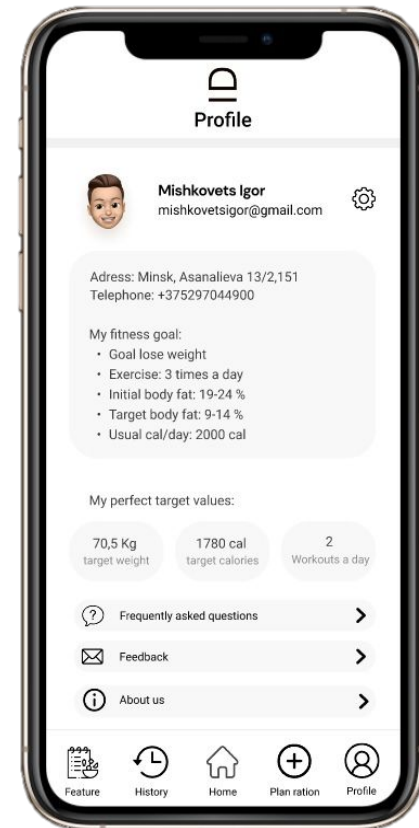 Profile
Mishkovets Igor
mishkovetsigor@gmail.com
Adress: Minsk, Asanalieva 13/2,151
Telephone: +375297044900
My fitness goal:
• Goal lose weight
• Exercise: 3 times a day
• Initial body fat: 19-24 %
• Target body fat: 9-14 %
• Usual cal/day: 2000 cal
My perfect target values:
70,5 Kg
target weight
1780 cal
target calories
2
Workouts a day
Frequently asked questions
Feedback
About us
Feature
History
Home
Plan ration
Profile